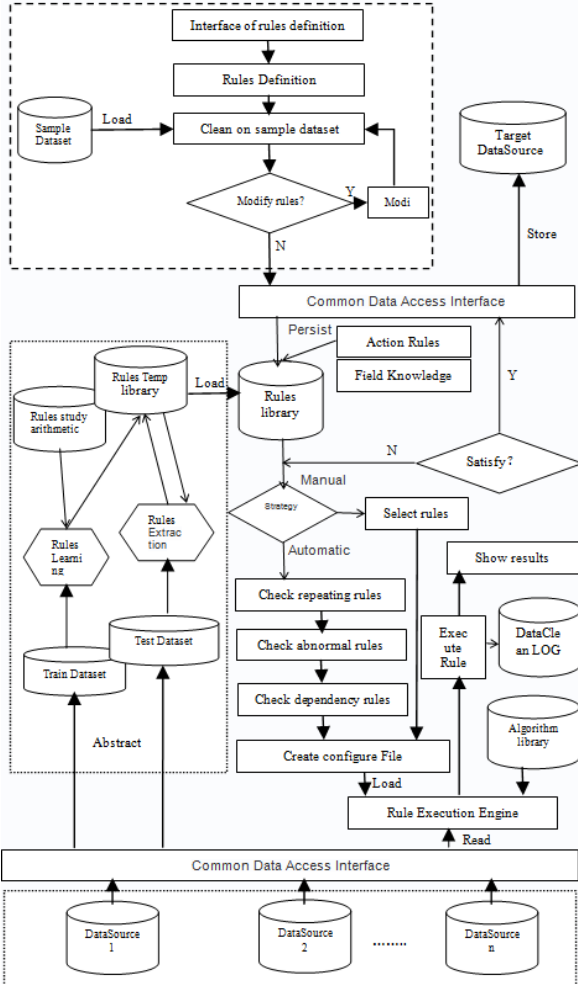 Interface of rules definition
Rules Definition
Sample
Dataset
Load
Clean on sample dataset
Target
DataSource
Modify rules?
Y
Modi
N
Store
Common Data Access Interface
Persist
Action Rules
Field Knowledge
Y
Rules Temp
library
Load
Rules
library
Rules study
arithmetic
N
Satisfy?
Manual
Strategy
Select rules
Rules
Learni
ng
Rules
Extrac
tion
Automatic
Show results
Check repeating rules
Test Dataset
Check abnormal rules
Exec
ute
Rule
DataCle
an LOG
Train Dataset
Check dependency rules
Abstract
Create configure File
Algorithm
library
Load
Rule Execution Engine
Read
Common Data Access Interface
DataSource
1
DataSource
2
........
DataSource
n